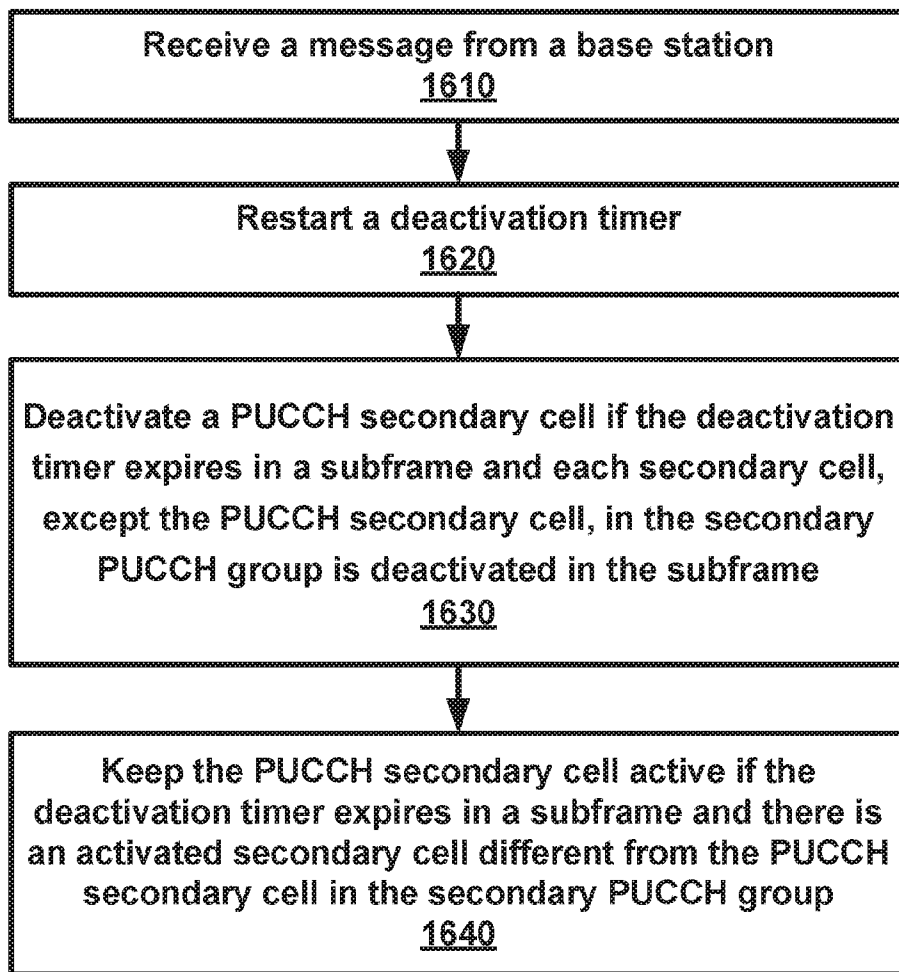 Receive a message from a base station
1610
Restart a deactivation timer
1620
Deactivate a PUCCH secondary cell if the deactivation
timer expires in a subframe and each secondary cell,
except the PUCCH secondary cell, in the secondary
PUCCH group is deactivated in the subframe
1630
Keep the PUCCH secondary cell active if the
deactivation timer expires in a subframe and there is
an activated secondary cell different from the PUCCH
secondary cell in the secondary PUCCH group
1640